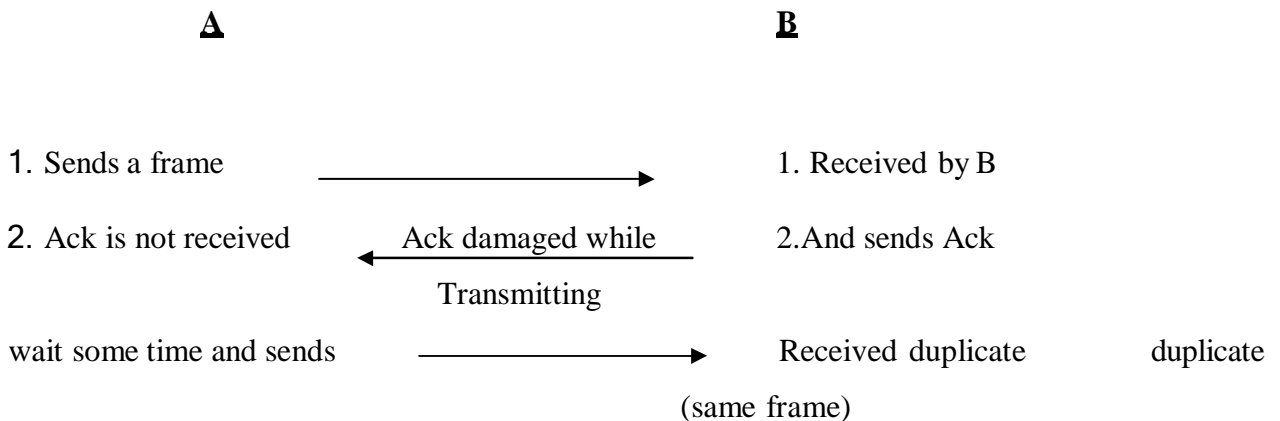 A B
1. Sends a frame 1. Received by B
2. Ack is not received Ack damaged while 2.And sends Ack
Transmitting
wait some time and sends Received duplicate duplicate
(same frame)